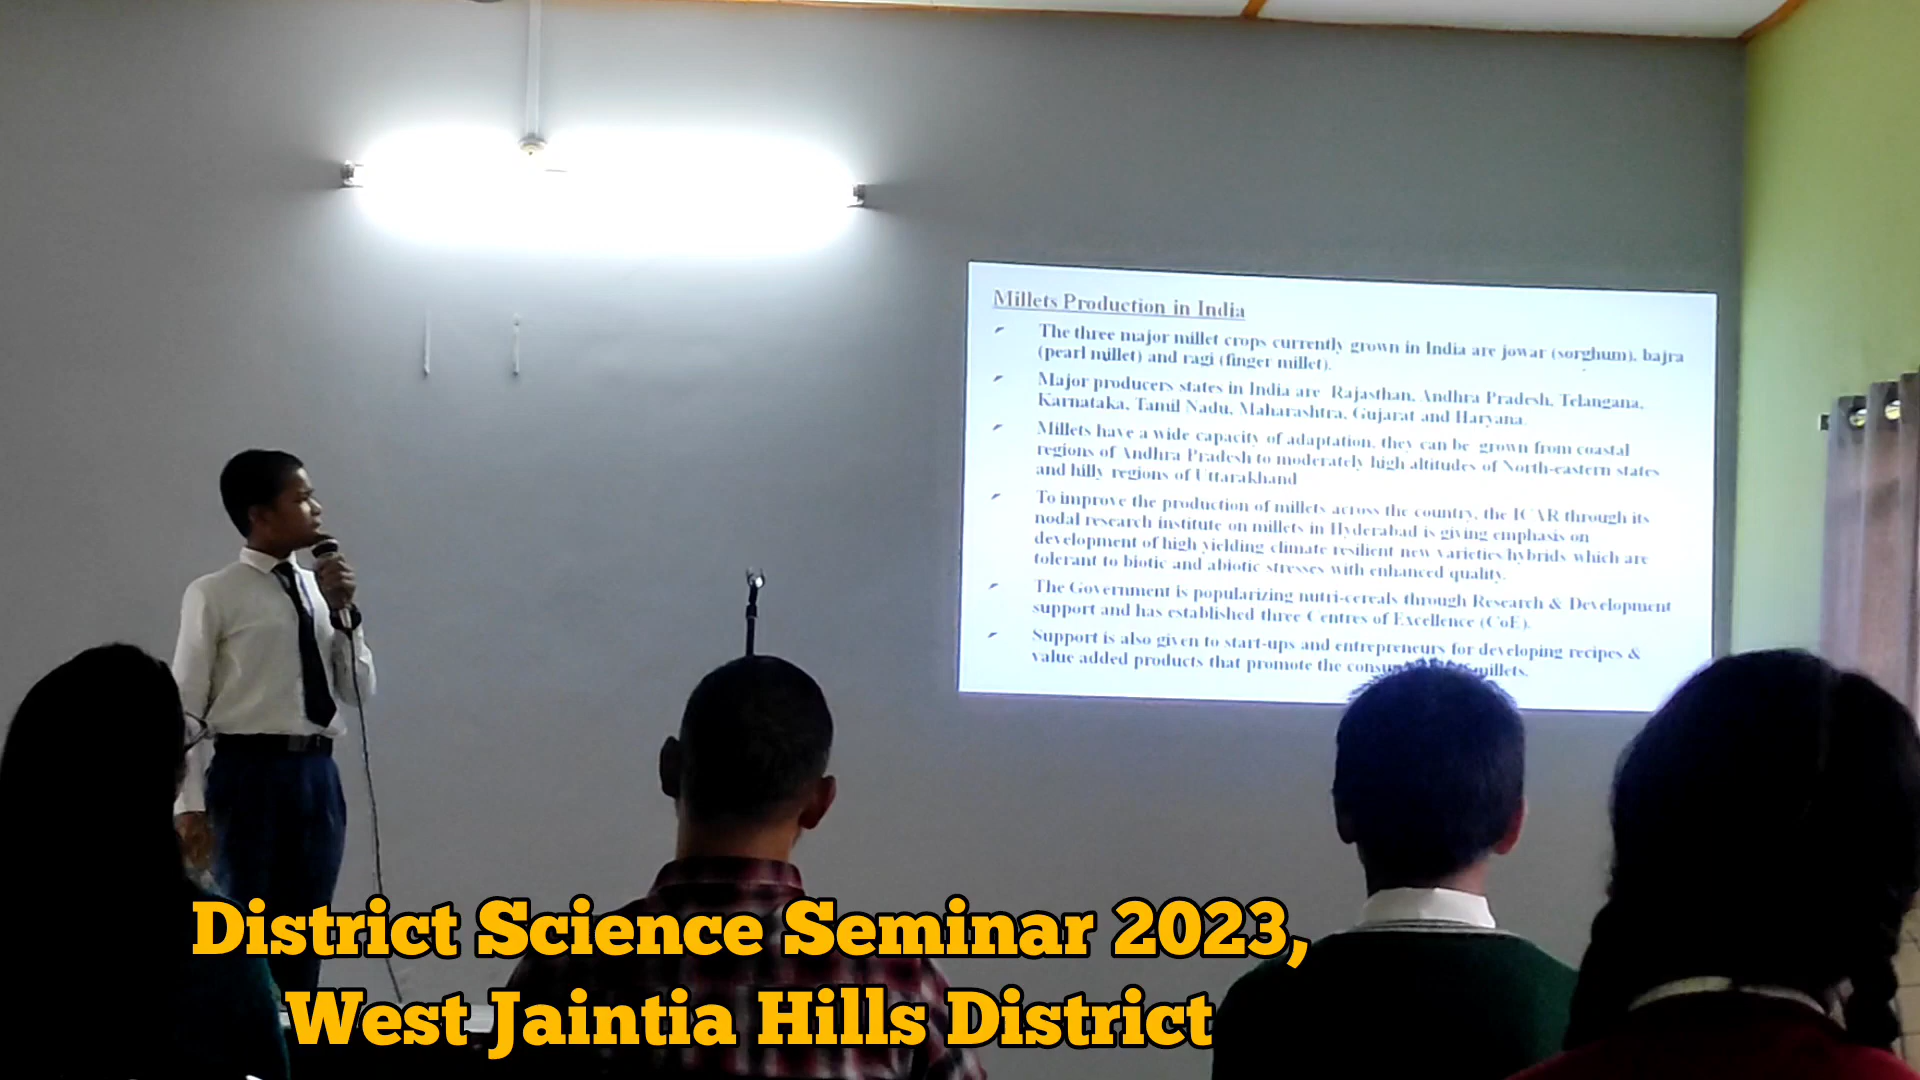 Millets Production in India
The three major millet crops currently grown in India are jowar (sorghum), bajra
(pearl millet) and ragi (finger millet).
Major producers states in India are Rajasthan, Andhra Pradesh, Telangana,
Karnataka, Tamil Nadu, Maharashtra, Gujarat and Haryana.
Millets have a wide capacity of adaptation, they can be grown from coastal
regions of Andhra Pradesh to moderately high altitudes of North-eastern states
and hilly regions of Uttarakhand
To improve the production of millets across the country, the ICAR through its
nodal research institute on millets in Hyderabad is giving emphasis on
development of high yielding climate resilient new varieties hybrids which are
tolerant to biotic and abiotic stresses with enhanced quality.
The Government is popularizing nutri-cereals through Research & Development
support and has established three Centres of Excellence (CoE).
Support is also given to start-ups and entrepreneurs for developing recipes &
value added products that promote the millets.
District Science Seminar 2023,
West Jaintia Hills District